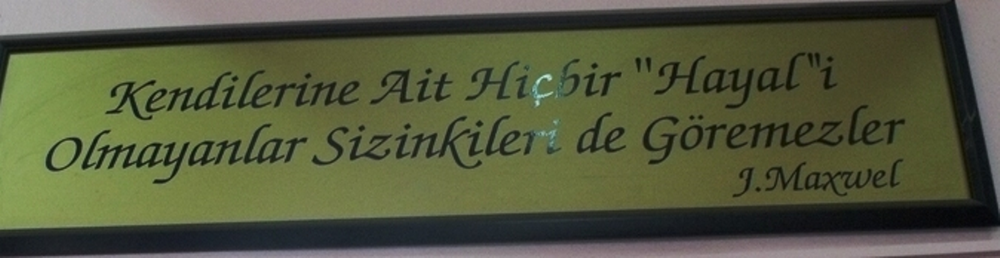 Kendilerine Ait Hiçbir "Hayal"i
Olmayanlar Sizinkileri de Göremezler
J.Maxwel